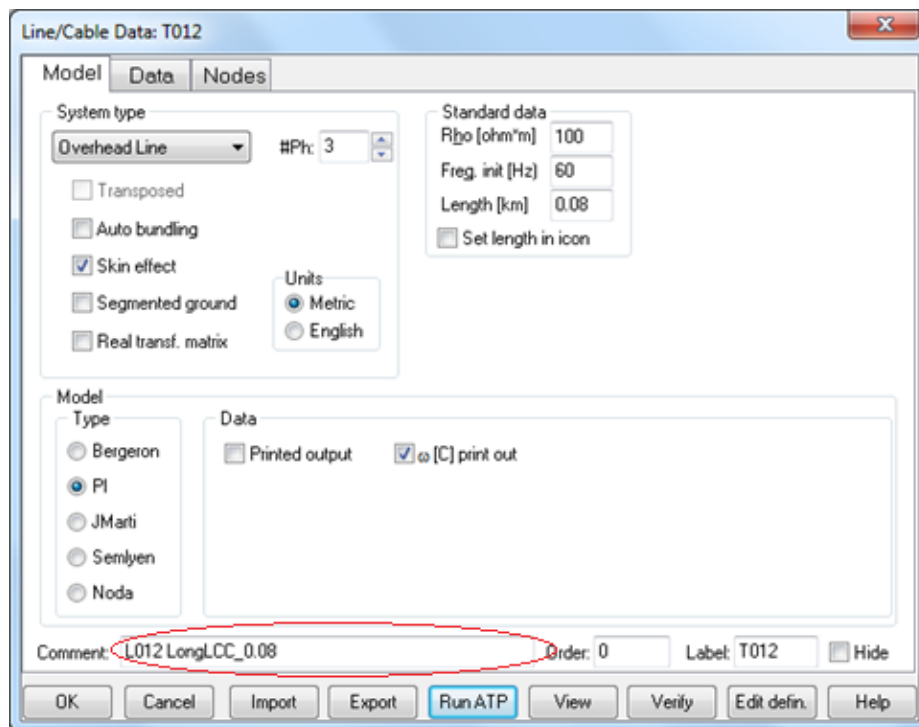 Line/Cable Data: T012
Model Data Nodes
System type
Overhead Line #Ph: 3
Transposed
Auto bundling
Skin effect
Segmented ground
Real transf. matrix
Units
Metric
English
Standard data
Rho [ohm*m] 100
Freq. init [Hz] 60
Length [km] 0.08
Set length in icon
Model
Type
Bergeron
PI
JMarti
Semlyen
Noda
Data
Printed output ω [C] print out
Comment: L012 LongLCC_0.08 Order: 0 Label: T012 Hide
OK Cancel Import Export Run ATP View Verify Edit defin. Help